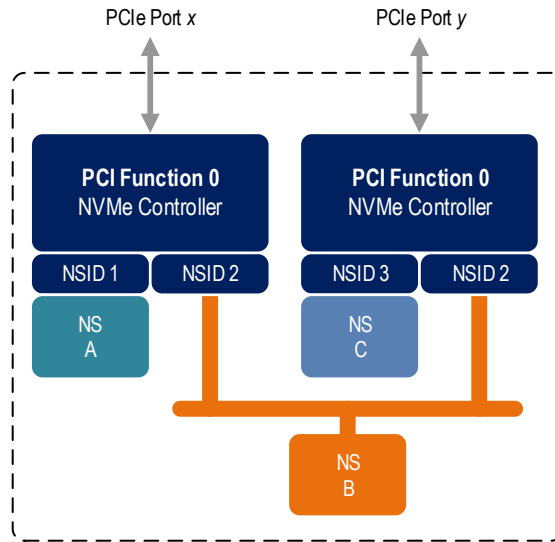 PCIe Port x
PCIe Port y
PCI Function 0
NVMe Controller
PCI Function 0
NVMe Controller
NSID 1
NSID 2
NSID 3
NSID 2
NS
A
NS
C
NS
B